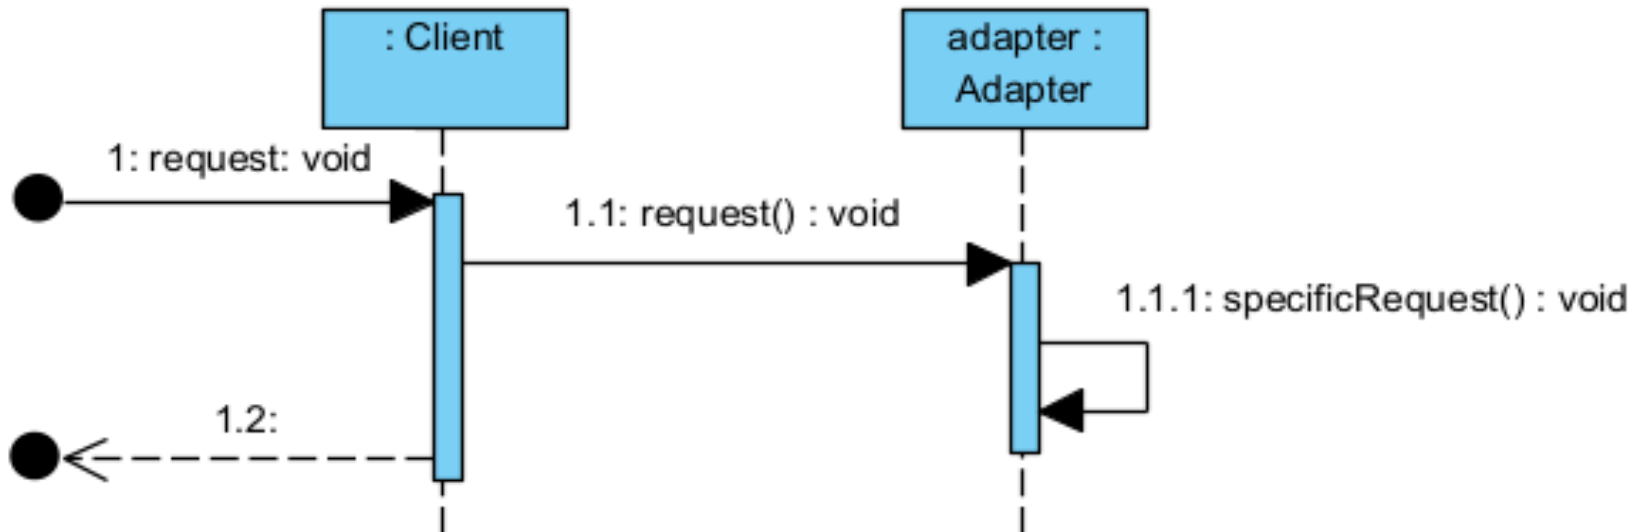 : Client
adapter :
Adapter
1: request: void
1.1: request() : void
1.1.1: specificRequest() : void
1.2: